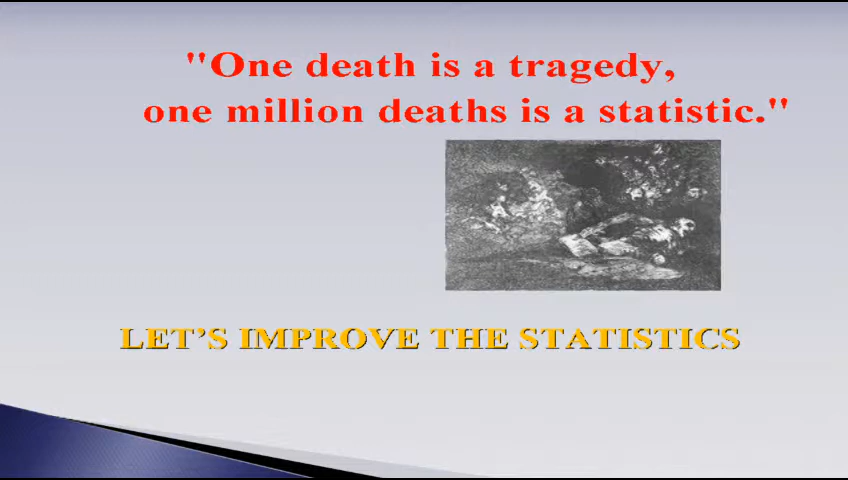 "One death is a tragedy,
one million deaths is a statistic."
LET’S IMPROVE THE STATISTICS